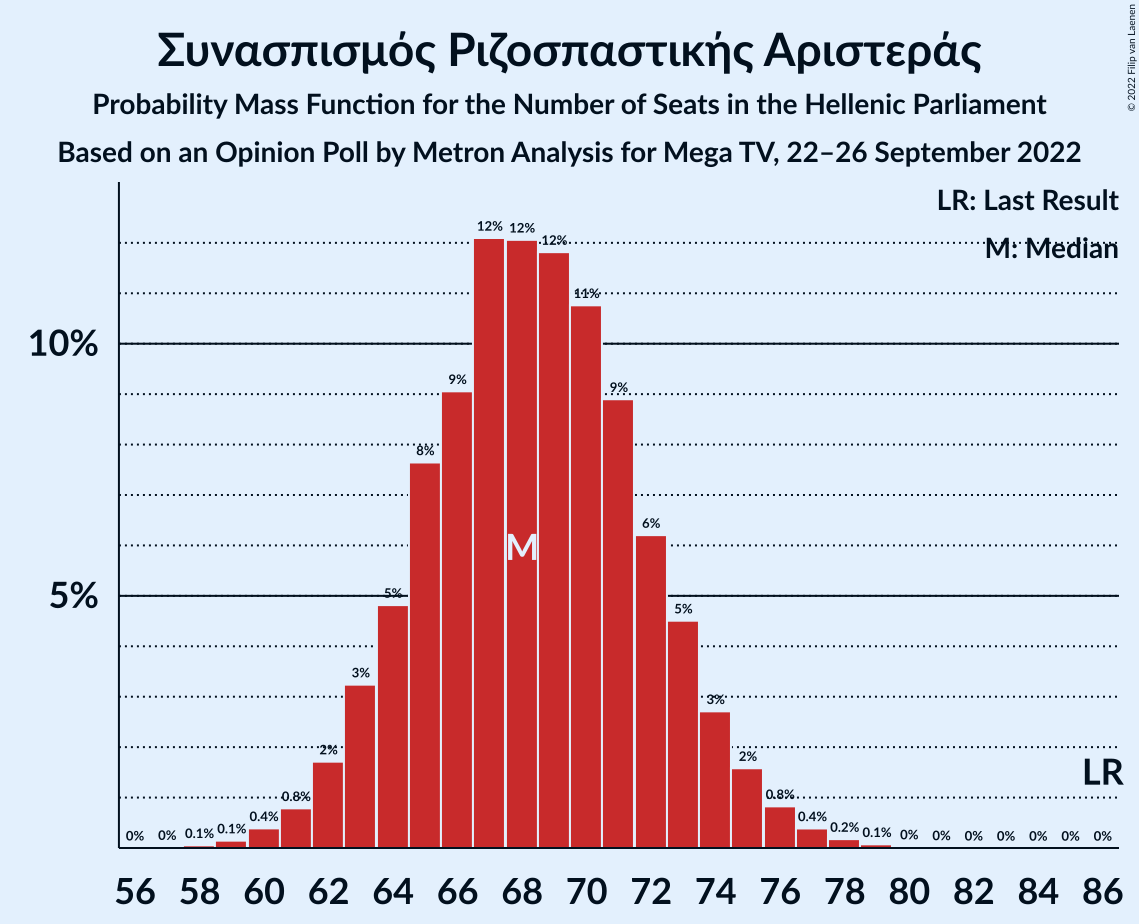 Συνασπισμός Ριζοσπαστικής Αριστεράς
Probability Mass Function for the Number of Seats in the Hellenic Parliament
Based on an Opinion Poll by Metron Analysis for Mega TV, 22–26 September 2022
© 2022 Filip van Laenen
LR: Last Result
M: Median
10%
5%
0% 0% 0.1% 0.1% 0.4% 0.8% 2% 3% 5% 8% 9% 12% 12% 12% 11% 9% 6% 5% 3% 2% 0.8% 0.4% 0.2% 0.1% 0% 0% 0% 0% 0% 0% 0%
M
LR
56 58 60 62 64 66 68 70 72 74 76 78 80 82 84 86